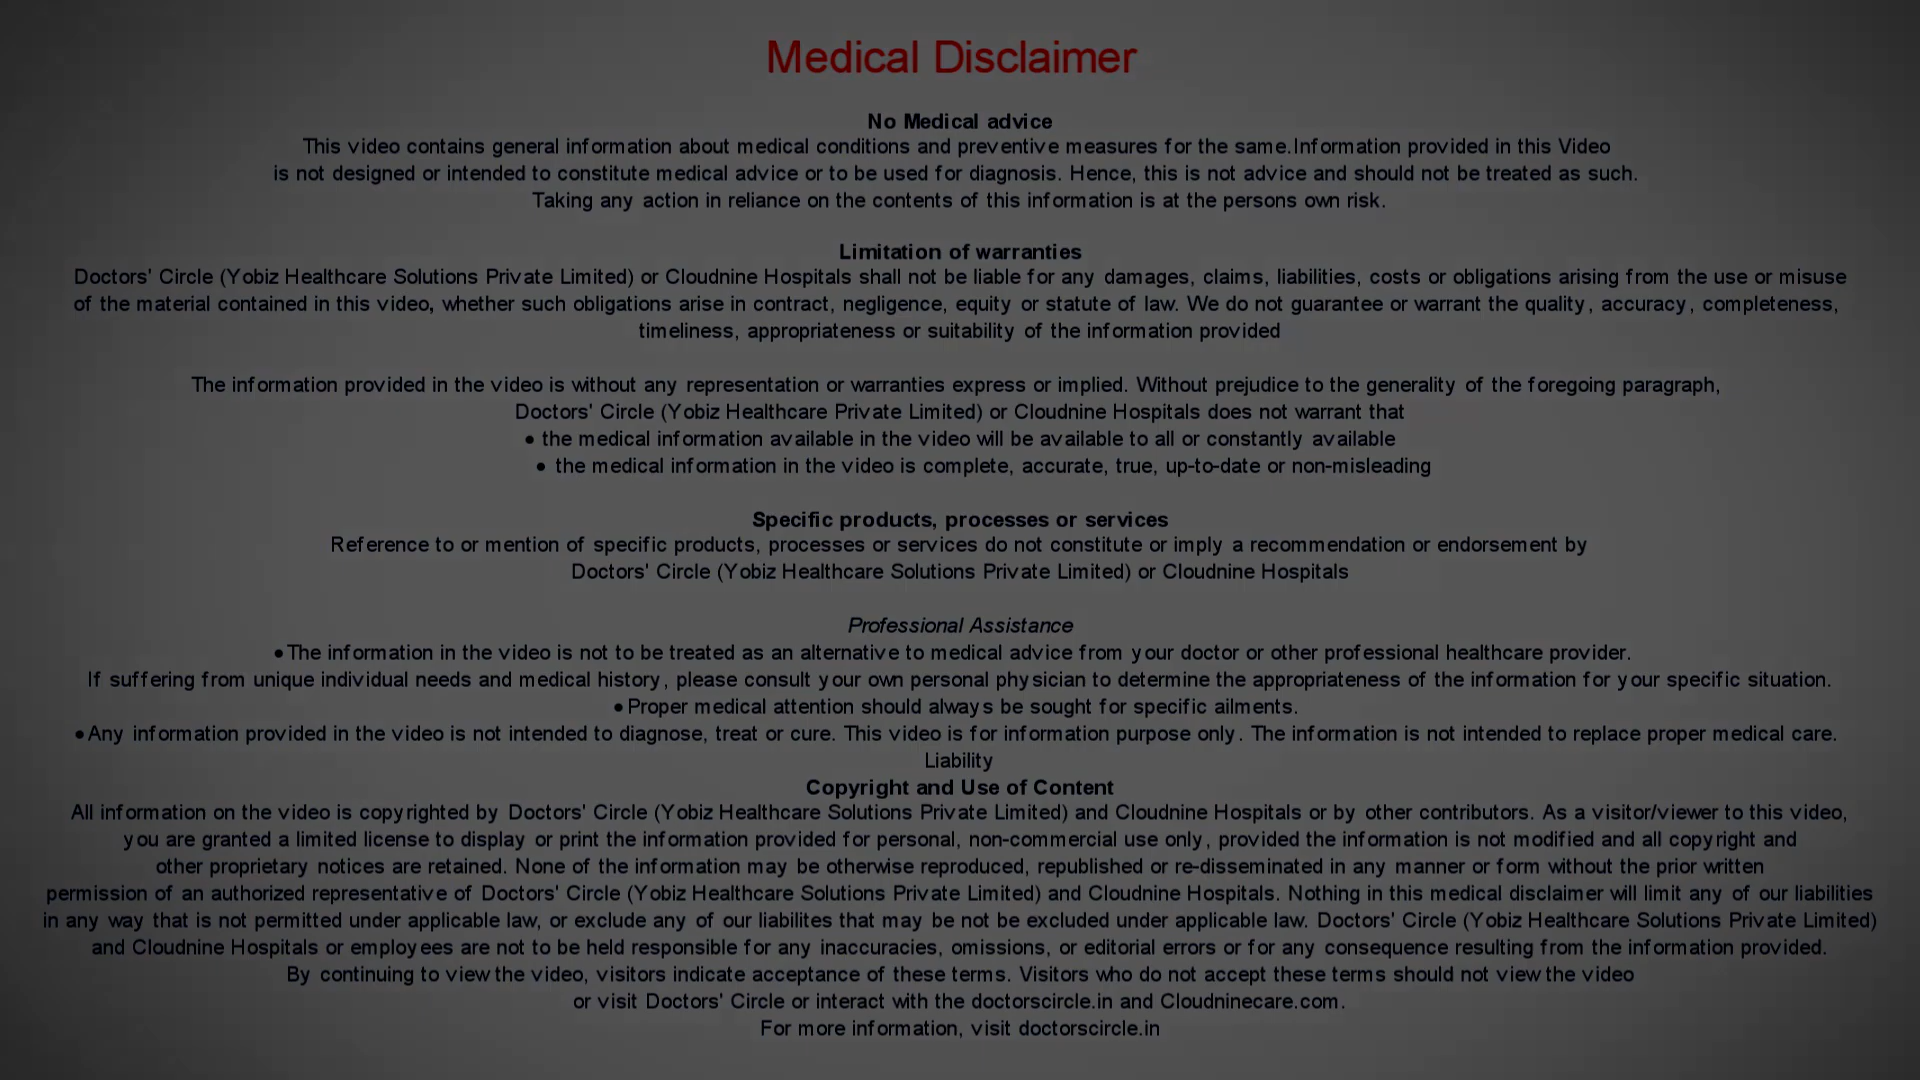 Medical Disclaimer
No Medical advice
This video contains general information about medical conditions and preventive measures for the same.Information provided in this Video
is not designed or intended to constitute medical advice or to be used for diagnosis. Hence, this is not advice and should not be treated as such.
Taking any action in reliance on the contents of this information is at the persons own risk.
Limitation of warranties
Doctors' Circle (Yobiz Healthcare Solutions Private Limited) or Cloudnine Hospitals shall not be liable for any damages, claims, liabilities, costs or obligations arising from the use or misuse
of the material contained in this video, whether such obligations arise in contract, negligence, equity or statute of law. We do not guarantee or warrant the quality, accuracy, completeness,
timeliness, appropriateness or suitability of the information provided
The information provided in the video is without any representation or warranties express or implied. Without prejudice to the generality of the foregoing paragraph,
Doctors' Circle (Yobiz Healthcare Private Limited) or Cloudnine Hospitals does not warrant that
● the medical information available in the video will be available to all or constantly available
● the medical information in the video is complete, accurate, true, up-to-date or non-misleading
Specific products, processes or services
Reference to or mention of specific products, processes or services do not constitute or imply a recommendation or endorsement by
Doctors' Circle (Yobiz Healthcare Solutions Private Limited) or Cloudnine Hospitals
Professional Assistance
●The information in the video is not to be treated as an alternative to medical advice from your doctor or other professional healthcare provider.
If suffering from unique individual needs and medical history, please consult your own personal physician to determine the appropriateness of the information for your specific situation.
●Proper medical attention should always be sought for specific ailments.
●Any information provided in the video is not intended to diagnose, treat or cure. This video is for information purpose only. The information is not intended to replace proper medical care.
Liability
Copyright and Use of Content
All information on the video is copyrighted by Doctors' Circle (Yobiz Healthcare Solutions Private Limited) and Cloudnine Hospitals or by other contributors. As a visitor/viewer to this video,
you are granted a limited license to display or print the information provided for personal, non-commercial use only, provided the information is not modified and all copyright and
other proprietary notices are retained. None of the information may be otherwise reproduced, republished or re-disseminated in any manner or form without the prior written
permission of an authorized representative of Doctors' Circle (Yobiz Healthcare Solutions Private Limited) and Cloudnine Hospitals. Nothing in this medical disclaimer will limit any of our liabilities
in any way that is not permitted under applicable law, or exclude any of our liabilites that may be not be excluded under applicable law. Doctors' Circle (Yobiz Healthcare Solutions Private Limited)
and Cloudnine Hospitals or employees are not to be held responsible for any inaccuracies, omissions, or editorial errors or for any consequence resulting from the information provided.
By continuing to view the video, visitors indicate acceptance of these terms. Visitors who do not accept these terms should not view the video
or visit Doctors' Circle or interact with the doctorscircle.in and Cloudninecare.com.
For more information, visit doctorscircle.in